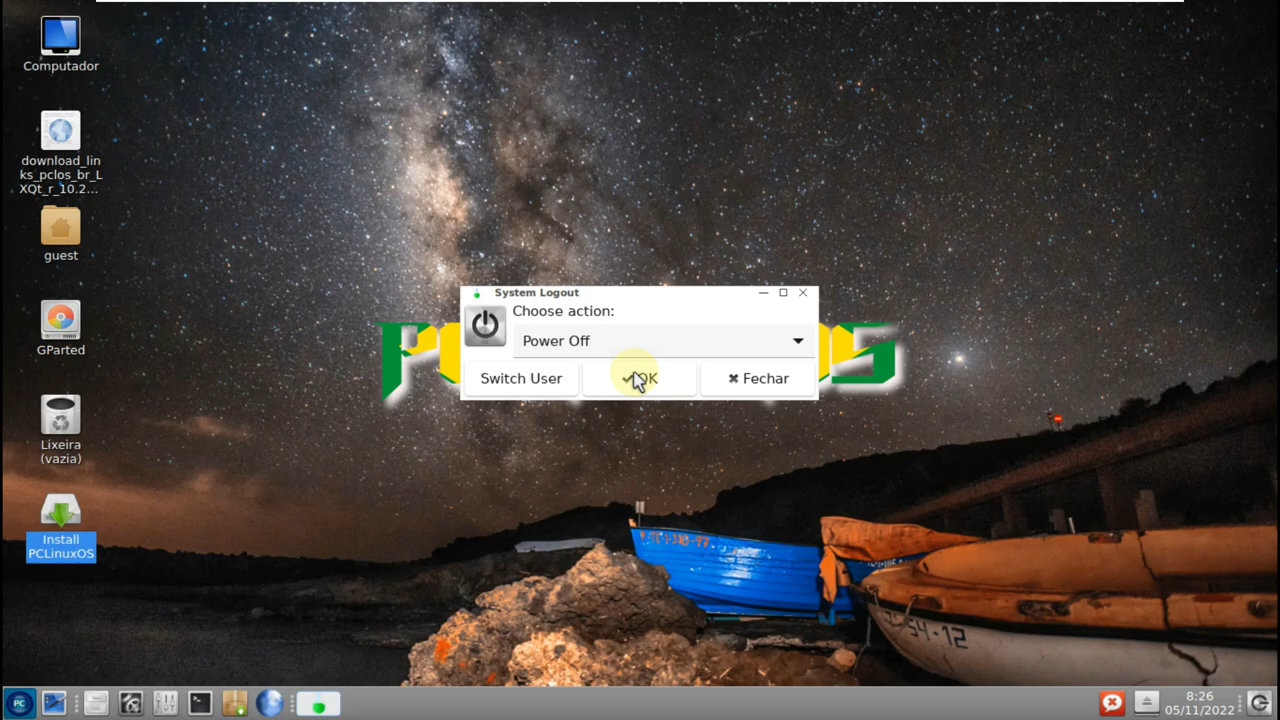 Computador
download_lin
ks_pclos_br_L
XQt_r_10.2...
guest
GParted
Lixeira
(vazia)
Install
PCLinuxOS
System Logout
Choose action:
Power Off
Switch User
OK
Fechar
PC
8:26
05/11/2022